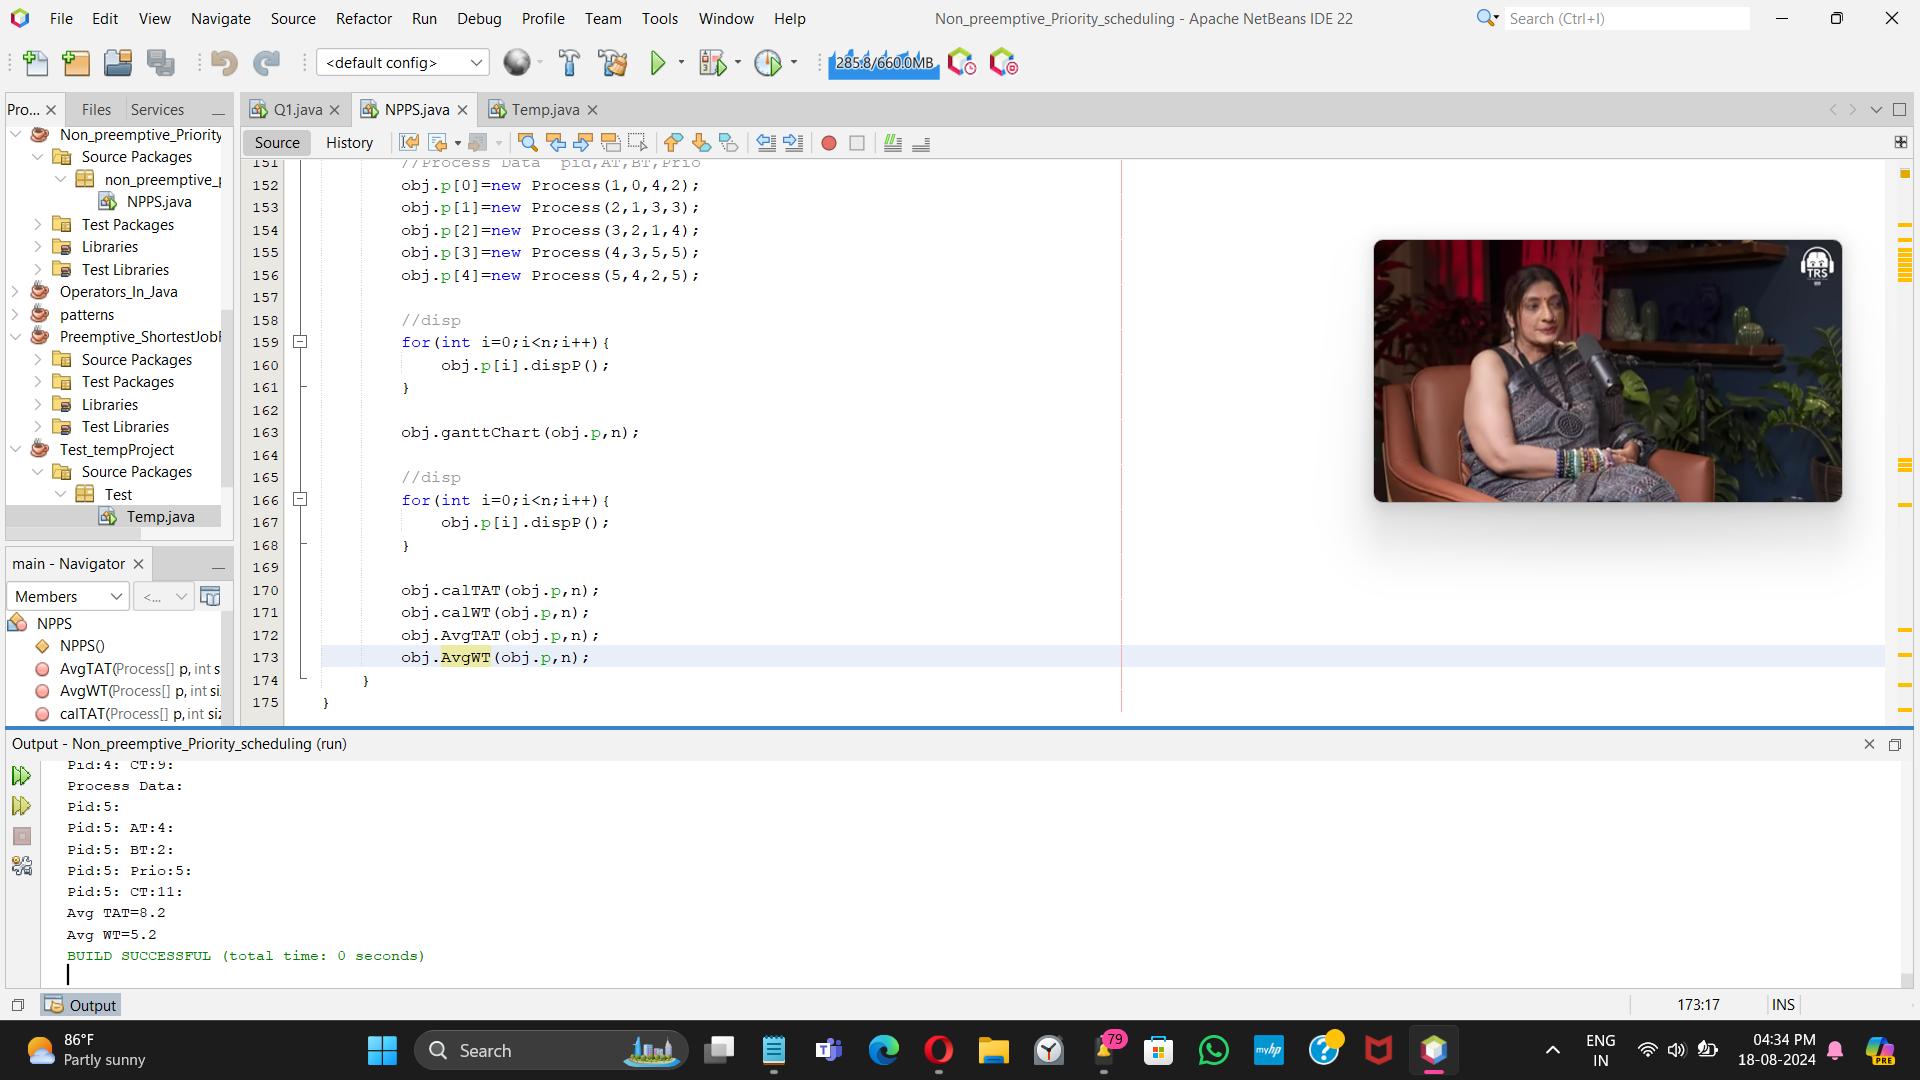 File Edit View Navigate Source Refactor Run Debug Profile Team Tools Window Help
Non_preemptive_Priority_scheduling - Apache NetBeans IDE 22
Search (Ctrl+I)
<default config>
285.8/660.0MB
Pro... Files Services
Q1.java NPPS.java Temp.java
Source History
Non_preemptive_Priority
Source Packages
non_preemptive_p
NPPS.java
Test Packages
Libraries
Test Libraries
Operators_In_Java
patterns
Preemptive_ShortestJobF
Source Packages
Test Packages
Libraries
Test Libraries
Test_tempProject
Source Packages
Test
Temp.java
main - Navigator
Members <...
NPPS
NPPS()
AvgTAT(Process[] p, int s
AvgWT(Process[] p, int si
calTAT(Process[] p, int siz
151 //Process Data pid,AT,BT,Prio
152 obj.p[0]=new Process(1,0,4,2);
153 obj.p[1]=new Process(2,1,3,3);
154 obj.p[2]=new Process(3,2,1,4);
155 obj.p[3]=new Process(4,3,5,5);
156 obj.p[4]=new Process(5,4,2,5);
157
158 //disp
159 for(int i=0;i<n;i++){
160 obj.p[i].dispP();
161 }
162
163 obj.ganttChart(obj.p,n);
164
165 //disp
166 for(int i=0;i<n;i++){
167 obj.p[i].dispP();
168 }
169
170 obj.calTAT(obj.p,n);
171 obj.calWT(obj.p,n);
172 obj.AvgTAT(obj.p,n);
173 obj.AvgWT(obj.p,n);
174 }
175 }
TRS
Output - Non_preemptive_Priority_scheduling (run)
Pid:4: CT:9:
Process Data:
Pid:5:
Pid:5: AT:4:
Pid:5: BT:2:
Pid:5: Prio:5:
Pid:5: CT:11:
Avg TAT=8.2
Avg WT=5.2
BUILD SUCCESSFUL (total time: 0 seconds)
Output
173:17 INS
86°F
Partly sunny
Search
79
myhp
ENG
IN
04:34 PM
18-08-2024
PRE